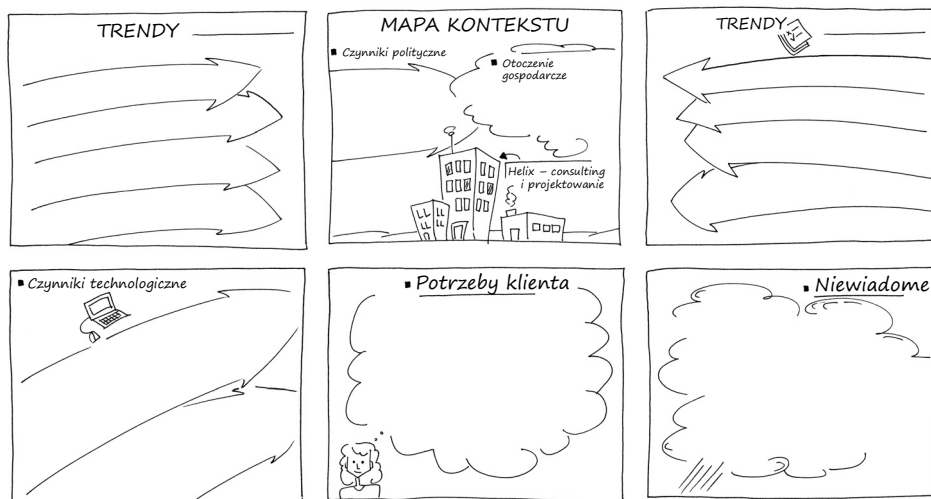 TRENDY
MAPA KONTEKSTU
▪ Czynniki polityczne
▪ Otoczenie
gospodarcze
Helix – consulting
i projektowanie
TRENDY
▪ Czynniki technologiczne
▪ Potrzeby klienta
▪ Niewiadome